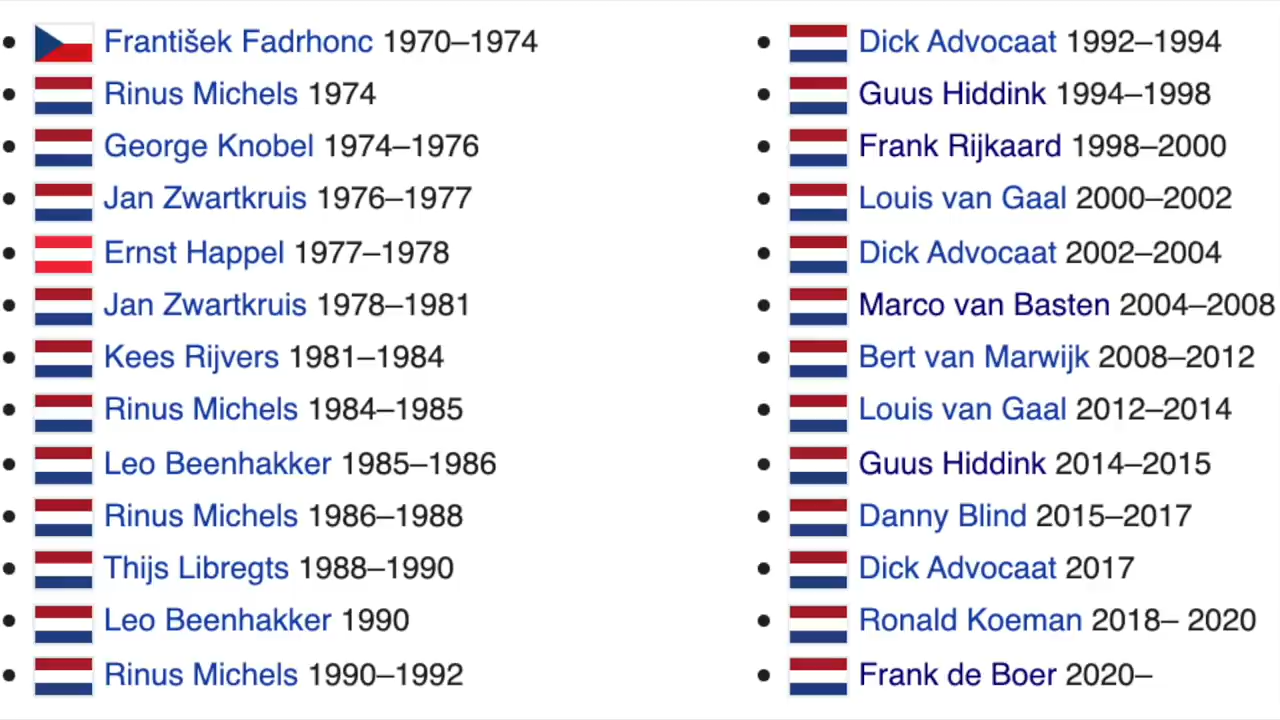 František Fadrhonc 1970–1974
Rinus Michels 1974
George Knobel 1974–1976
Jan Zwartkruis 1976–1977
Ernst Happel 1977–1978
Jan Zwartkruis 1978–1981
Kees Rijvers 1981–1984
Rinus Michels 1984–1985
Leo Beenhakker 1985–1986
Rinus Michels 1986–1988
Thijs Libregts 1988–1990
Leo Beenhakker 1990
Rinus Michels 1990–1992
Dick Advocaat 1992–1994
Guus Hiddink 1994–1998
Frank Rijkaard 1998–2000
Louis van Gaal 2000–2002
Dick Advocaat 2002–2004
Marco van Basten 2004–2008
Bert van Marwijk 2008–2012
Louis van Gaal 2012–2014
Guus Hiddink 2014–2015
Danny Blind 2015–2017
Dick Advocaat 2017
Ronald Koeman 2018– 2020
Frank de Boer 2020–